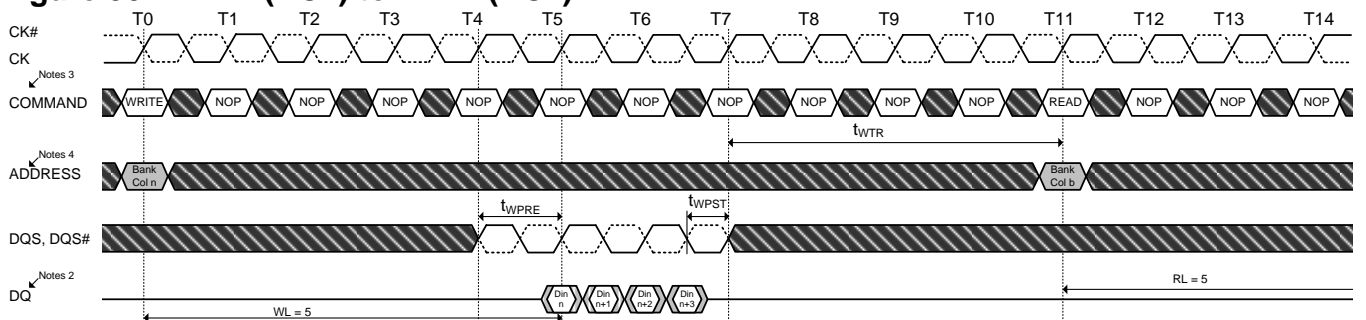 T0 T1 T2 T3 T4 T5 T6 T7 T8 T9 T10 T11 T12 T13 T14
CK#
CK
Notes 3
COMMAND WRITE NOP NOP NOP NOP NOP NOP NOP NOP NOP NOP READ NOP NOP NOP
tWTR
Notes 4
ADDRESS Bank Col n Bank Col b
tWPRE tWPST
DQS, DQS#
Notes 2
DQ Din n Din n+1 Din n+2 Din n+3
RL = 5
WL = 5